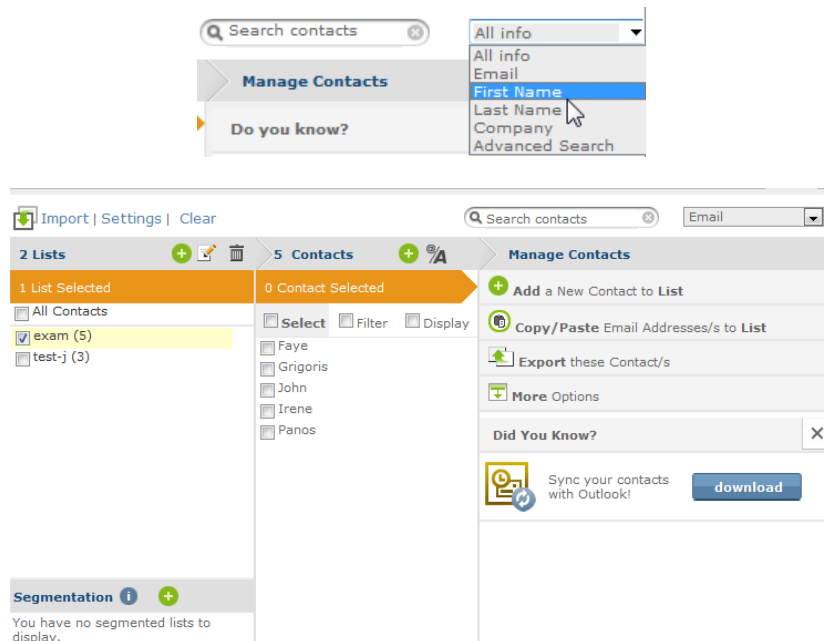 Search contacts All info
All info
Email
First Name
Manage Contacts
Last Name
Do you know?
Company
Advanced Search
Import | Settings | Clear Search contacts Email
2 Lists 5 Contacts @/A Manage Contacts
1 List Selected 0 Contact Selected Add a New Contact to List
All Contacts
Select Filter Display Copy/Paste Email Addresses/s to List
exam (5) Faye
test-j (3) Grigoris Export these Contact/s
John
More Options
Irene
Panos Did You Know?
Sync your contacts
with Outlook! download
Segmentation
You have no segmented lists to
display.